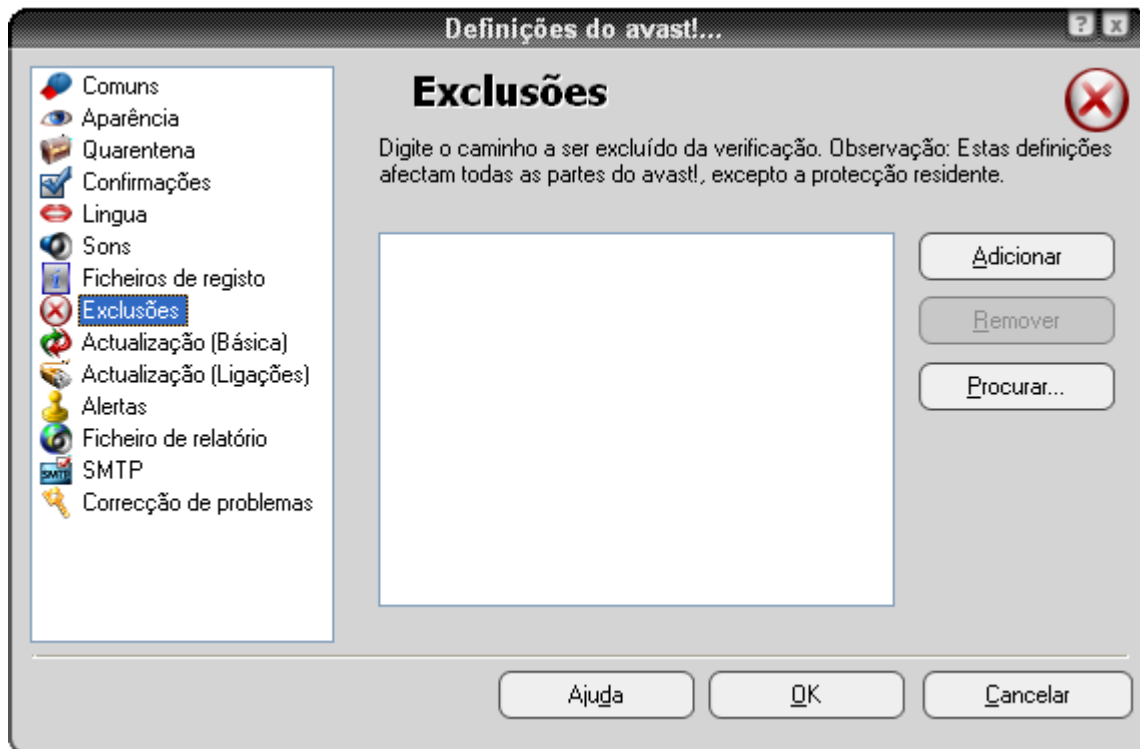 Definições do avast!...
Comuns
Aparência
Quarentena
Confirmações
Lingua
Sons
Ficheiros de registo
Exclusões
Actualização (Básica)
Actualização (Ligações)
Alertas
Ficheiro de relatório
SMTP
Correcção de problemas
Exclusões
Digite o caminho a ser excluído da verificação. Observação: Estas definições
afectam todas as partes do avast!, excepto a protecção residente.
Adicionar
Remover
Procurar...
Ajuda
OK
Cancelar